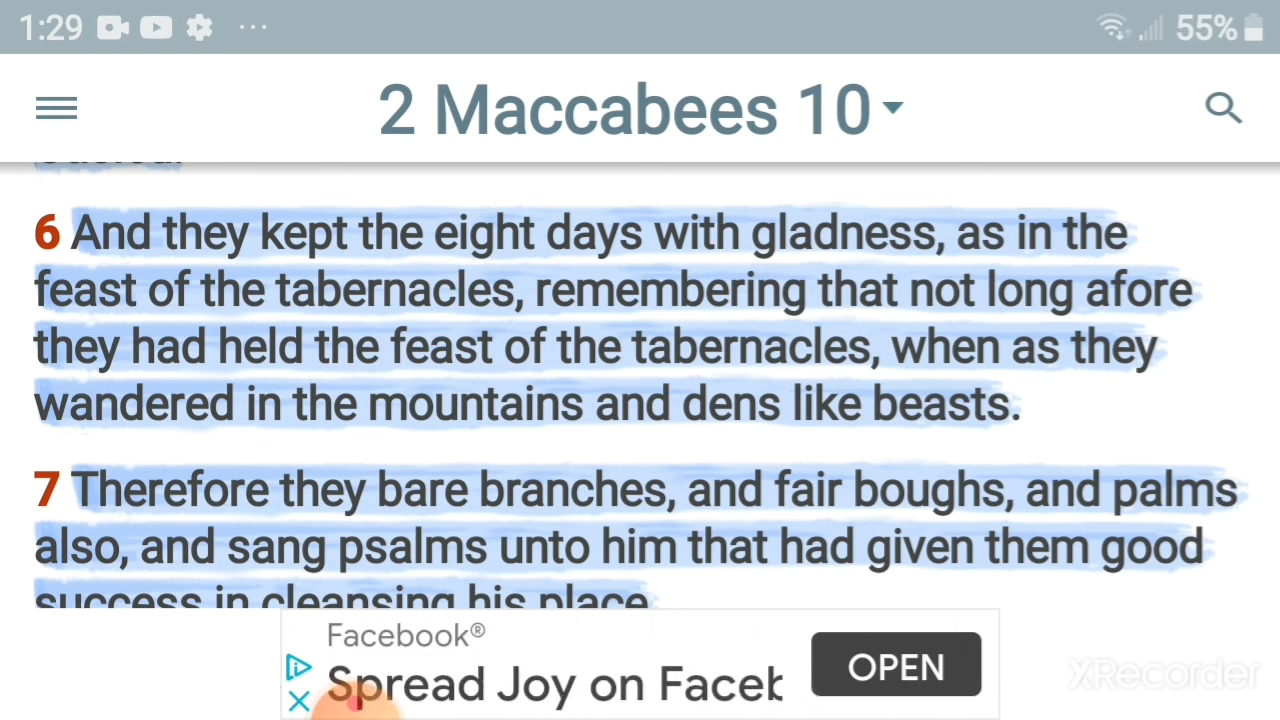 1:29 ... 55%
2 Maccabees 10
6 And they kept the eight days with gladness, as in the
feast of the tabernacles, remembering that not long afore
they had held the feast of the tabernacles, when as they
wandered in the mountains and dens like beasts.
7 Therefore they bare branches, and fair boughs, and palms
also, and sang psalms unto him that had given them good
success in cleansing his place
Facebook®
Spread Joy on Faceb
OPEN
XRecorder